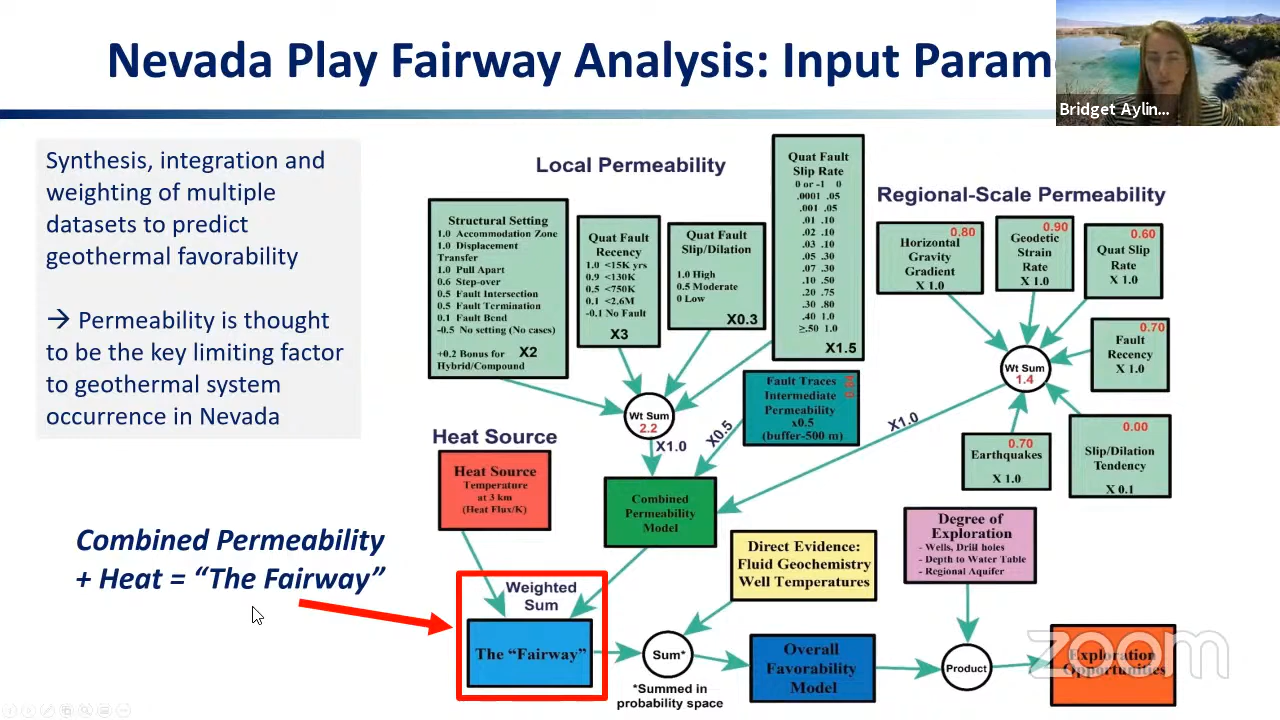 Nevada Play Fairway Analysis: Input Param
Bridget Aylin...
Synthesis, integration and
weighting of multiple
datasets to predict
geothermal favorability
→ Permeability is thought
to be the key limiting factor
to geothermal system
occurrence in Nevada
Combined Permeability
+ Heat = “The Fairway”
Local Permeability
Structural Setting
1.0 Accommodation Zone
1.0 Displacement
Transfer
1.0 Pull Apart
0.6 Step-over
0.5 Fault Intersection
0.5 Fault Termination
0.1 Fault Bend
-0.5 No setting (No cases)
+0.2 Bonus for X2
Hybrid/Compound
Quat Fault
Recency
1.0 <15K yrs
0.9 <130K
0.5 <750K
0.1 <2.6M
-0.1 No Fault
X3
Quat Fault
Slip/Dilation
1.0 High
0.5 Moderate
0 Low
X0.3
Quat Fault
Slip Rate
0 or -1 0
.0001 .05
.001 .05
.01 .10
.02 .10
.03 .10
.05 .30
.07 .30
.10 .50
.20 .75
.30 .80
.40 1.0
≥.50 1.0
X1.5
Regional-Scale Permeability
0.80
Horizontal
Gravity
Gradient
X 1.0
0.90
Geodetic
Strain
Rate
X 1.0
0.60
Quat Slip
Rate
X 1.0
0.70
Fault
Recency
X 1.0
Wt Sum
1.4
0.70
Earthquakes
X 1.0
0.00
Slip/Dilation
Tendency
X 0.1
Wt Sum
2.2
X1.0
X0.5
X1.0
Fault Traces
Intermediate
Permeability
x0.5
(buffer-500 m)
Heat Source
Heat Source
Temperature
at 3 km
(Heat Flux/K)
Combined
Permeability
Model
Direct Evidence:
Fluid Geochemistry
Well Temperatures
Degree of
Exploration
- Wells, Drill holes
- Depth to Water Table
- Regional Aquifer
Weighted
Sum
The “Fairway”
Sum*
*Summed in
probability space
Overall
Favorability
Model
Product
Exploration
Opportunities
zoom